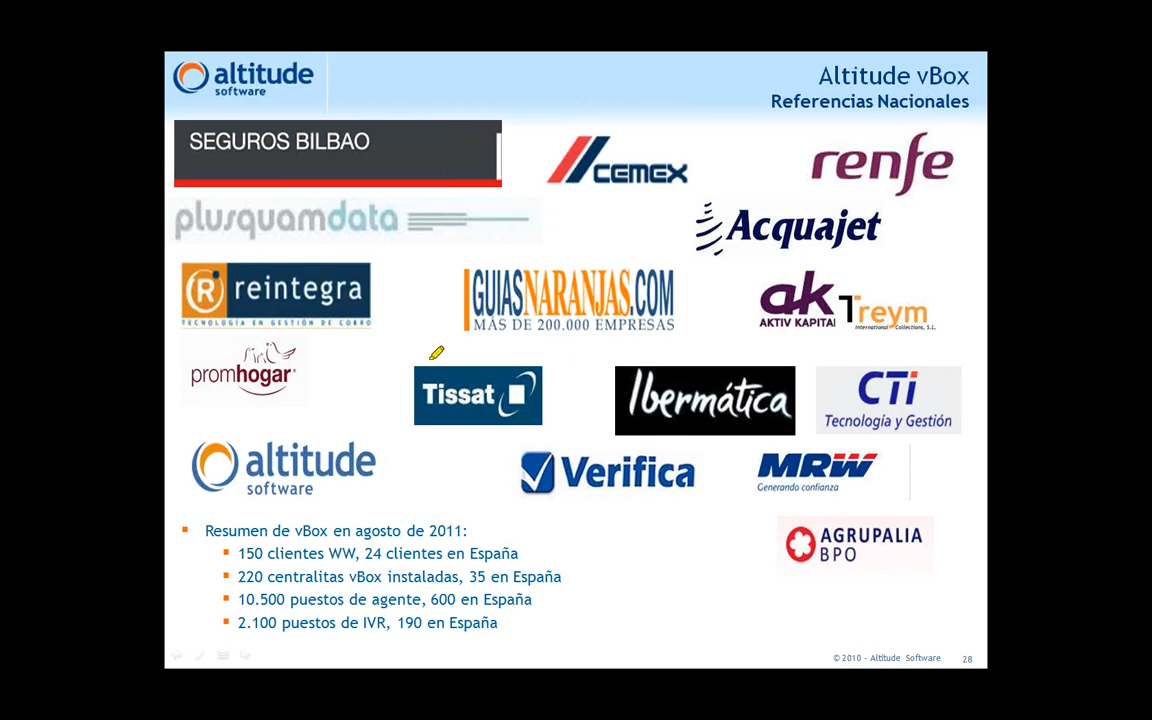 altitude
software
Altitude vBox
Referencias Nacionales
SEGUROS BILBAO
CEMEX
renfe
plusquamdata
Acquajet
reintegra
TECNOLOGÍA EN GESTIÓN DE COBRO
GUIASNARANJAS.COM
MÁS DE 200.000 EMPRESAS
ak
AKTIV KAPITAL
Treym
International Collections, S.L.
promhogar®
Tissat
Ibermática
CTi
Tecnología y Gestión
altitude
software
Verifica
MRW
Generando confianza
AGRUPALIA
BPO
Resumen de vBox en agosto de 2011:
150 clientes WW, 24 clientes en España
220 centralitas vBox instaladas, 35 en España
10.500 puestos de agente, 600 en España
2.100 puestos de IVR, 190 en España
© 2010 - Altitude Software
28